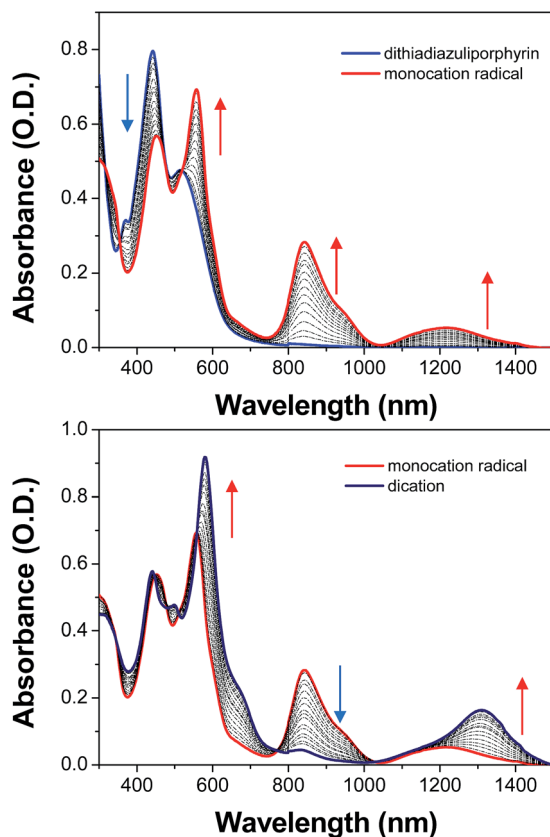 0.8
0.6
0.4
0.2
0.0
Absorbance (O.D.)
dithiadiazuliporphyrin
monocation radical
400 600 800 1000 1200 1400
Wavelength (nm)
1.0
0.8
0.6
0.4
0.2
0.0
Absorbance (O.D.)
monocation radical
dication
400 600 800 1000 1200 1400
Wavelength (nm)